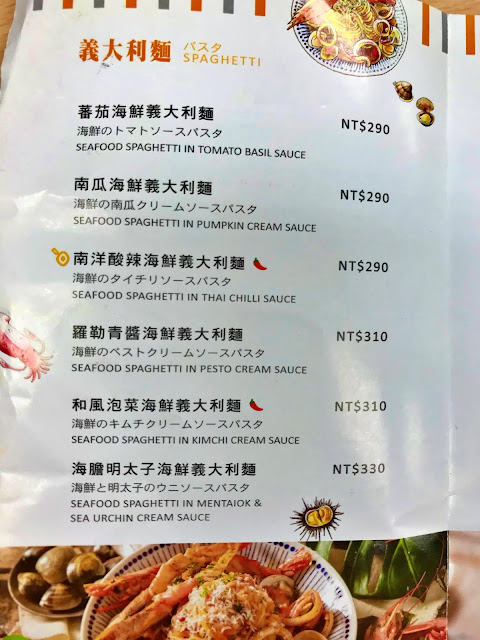 義大利麵 パスタ
SPAGHETTI
蕃茄海鮮義大利麵 NT$290
海鮮のトマトソースパスタ
SEAFOOD SPAGHETTI IN TOMATO BASIL SAUCE
南瓜海鮮義大利麵 NT$290
海鮮の南瓜クリームソースパスタ
SEAFOOD SPAGHETTI IN PUMPKIN CREAM SAUCE
南洋酸辣海鮮義大利麵 NT$290
海鮮のタイチリソースパスタ
SEAFOOD SPAGHETTI IN THAI CHILLI SAUCE
羅勒青醬海鮮義大利麵 NT$310
海鮮のペストクリームソースパスタ
SEAFOOD SPAGHETTI IN PESTO CREAM SAUCE
和風泡菜海鮮義大利麵 NT$310
海鮮のキムチクリームソースパスタ
SEAFOOD SPAGHETTI IN KIMCHI CREAM SAUCE
海膽明太子海鮮義大利麵 NT$330
海鮮と明太子のウニソースパスタ
SEAFOOD SPAGHETTI IN MENTAIOK &
SEA URCHIN CREAM SAUCE